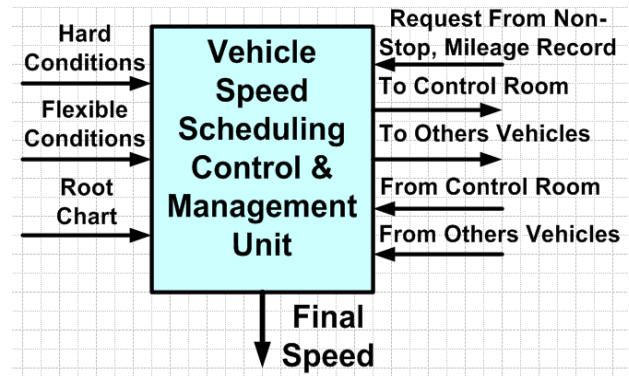 Hard
Conditions
Flexible
Conditions
Root
Chart
Vehicle
Speed
Scheduling
Control &
Management
Unit
Request From Non-
Stop, Mileage Record
To Control Room
To Others Vehicles
From Control Room
From Others Vehicles
Final
Speed